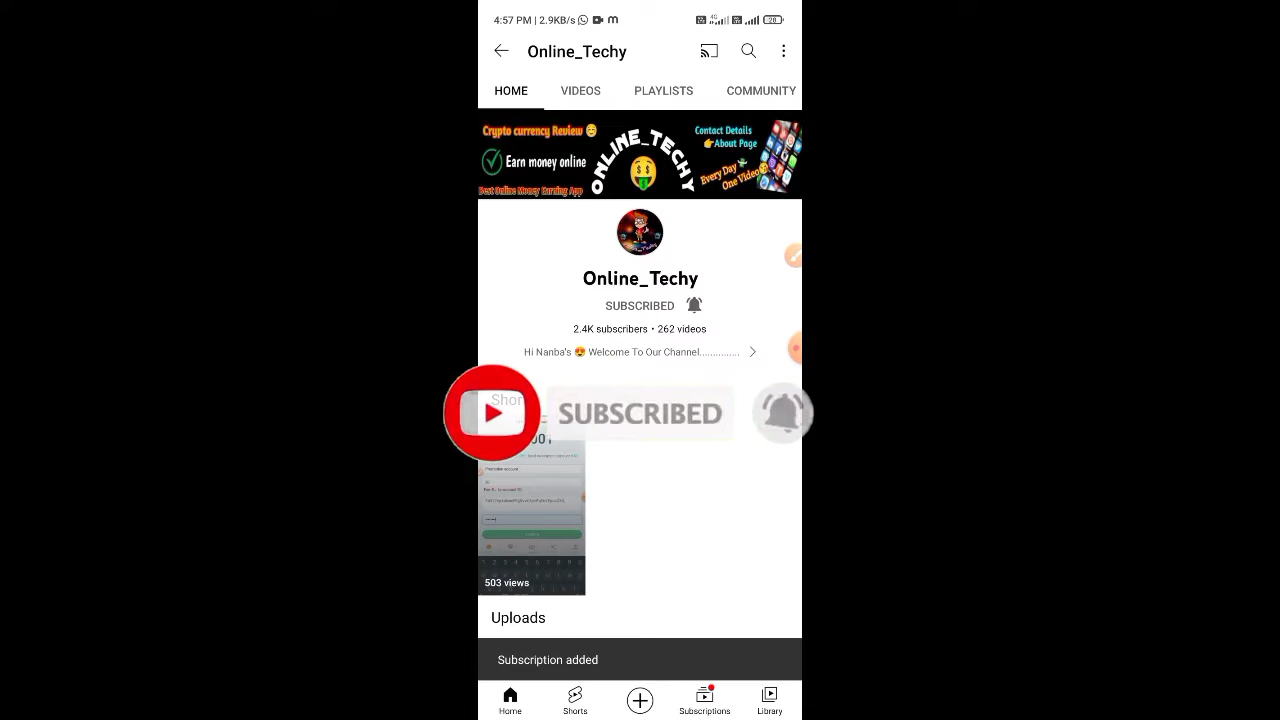 4:57 PM | 2.9KB/s
4G
28
Online_Techy
HOME VIDEOS PLAYLISTS COMMUNITY
Crypto currency Review
Earn money online
Best Online Money Earning App
ONLINE_TECHY
Contact Details
About Page
Every Day
One Video
Online_Techy
SUBSCRIBED
2.4K subscribers • 262 videos
Hi Nanba's 😍 Welcome To Our Channel...............
SUBSCRIBED
503 views
Uploads
Subscription added
Home Shorts Subscriptions Library